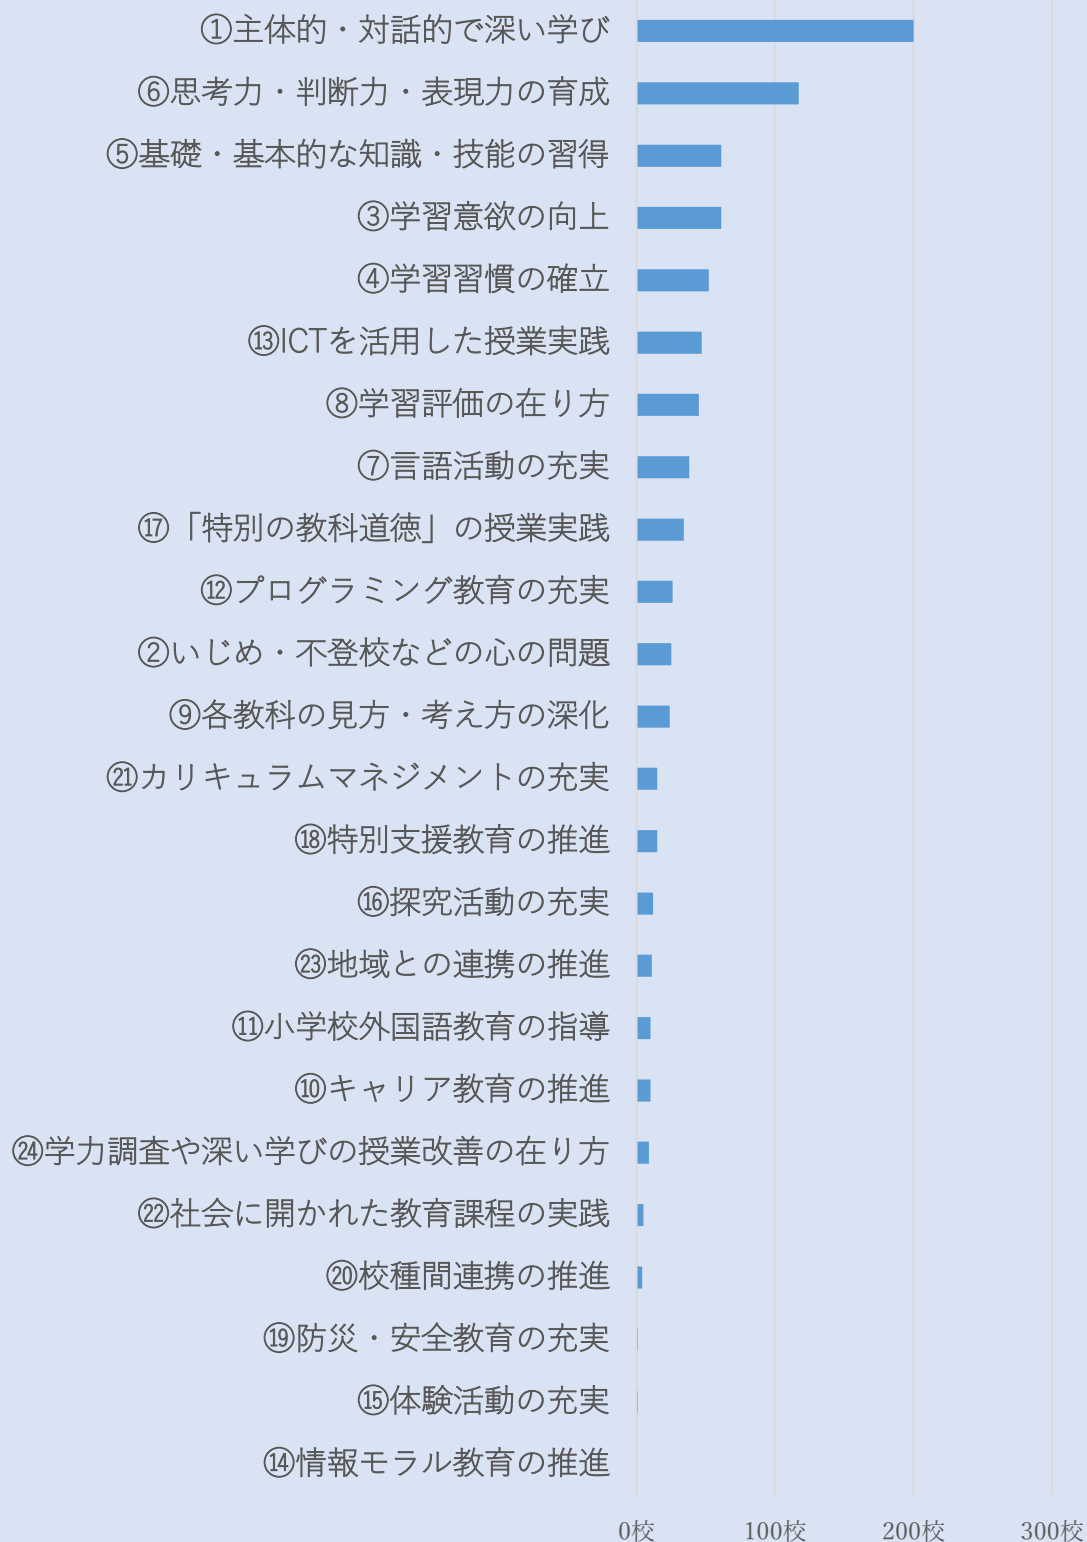 ①主体的・対話的で深い学び
⑥思考力・判断力・表現力の育成
⑤基礎・基本的な知識・技能の習得
③学習意欲の向上
④学習習慣の確立
⑬ICTを活用した授業実践
⑧学習評価の在り方
⑦言語活動の充実
⑰「特別の教科道徳」の授業実践
⑫プログラミング教育の充実
②いじめ・不登校などの心の問題
⑨各教科の見方・考え方の深化
㉑カリキュラムマネジメントの充実
⑱特別支援教育の推進
⑯探究活動の充実
㉓地域との連携の推進
⑪小学校外国語教育の指導
⑩キャリア教育の推進
㉔学力調査や深い学びの授業改善の在り方
㉒社会に開かれた教育課程の実践
⑳校種間連携の推進
⑲防災・安全教育の充実
⑮体験活動の充実
⑭情報モラル教育の推進
0校 100校 200校 300校